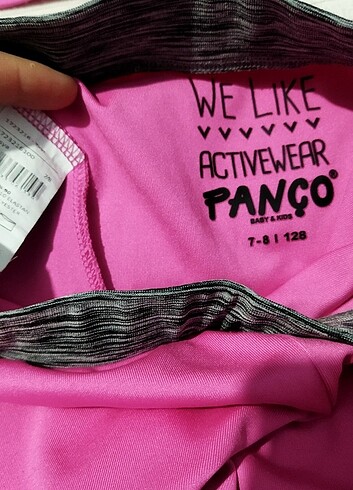 WE LIKE
ACTIVEWEAR
PANÇO®
BABY & KIDS
7-8 | 128